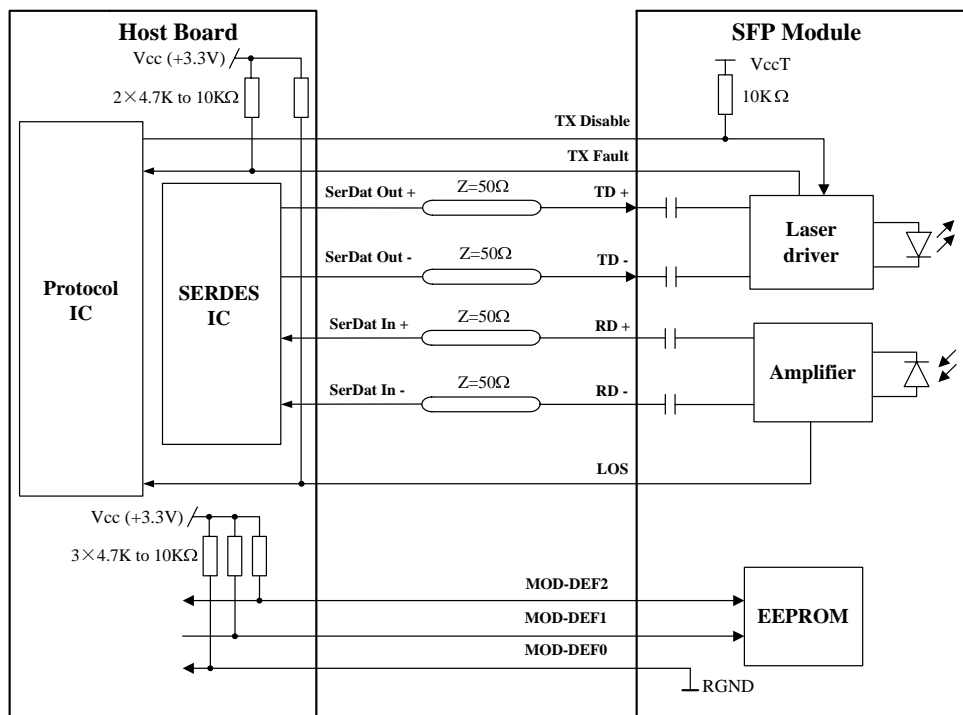 Host Board
SFP Module
Vcc (+3.3V)
VccT
2×4.7K to 10KΩ
10KΩ
TX Disable
TX Fault
SerDat Out +
Z=50Ω
TD +
Laser
driver
SerDat Out -
Z=50Ω
TD -
Protocol
IC
SERDES
IC
SerDat In +
Z=50Ω
RD +
Amplifier
SerDat In -
Z=50Ω
RD -
LOS
Vcc (+3.3V)
3×4.7K to 10KΩ
MOD-DEF2
EEPROM
MOD-DEF1
MOD-DEF0
RGND